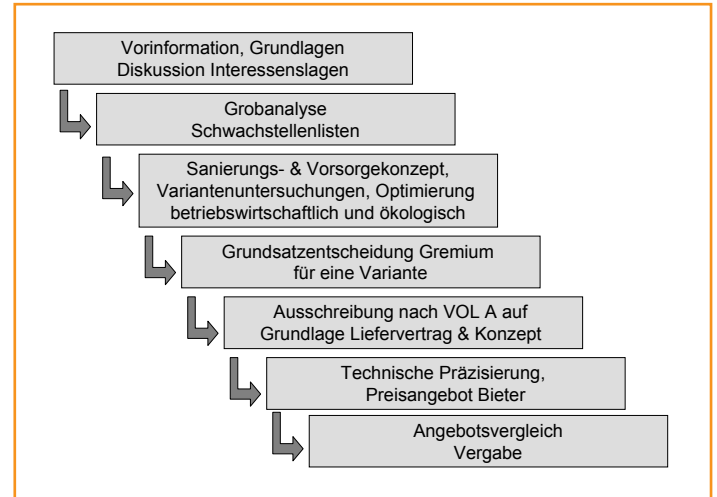 Vorinformation, Grundlagen
Diskussion Interessenslagen
Grobanalyse
Schwachstellenlisten
Sanierungs- & Vorsorgekonzept,
Variantenuntersuchungen, Optimierung
betriebswirtschaftlich und ökologisch
Grundsatzentscheidung Gremium
für eine Variante
Ausschreibung nach VOL A auf
Grundlage Liefervertrag & Konzept
Technische Präzisierung,
Preisangebot Bieter
Angebotsvergleich
Vergabe